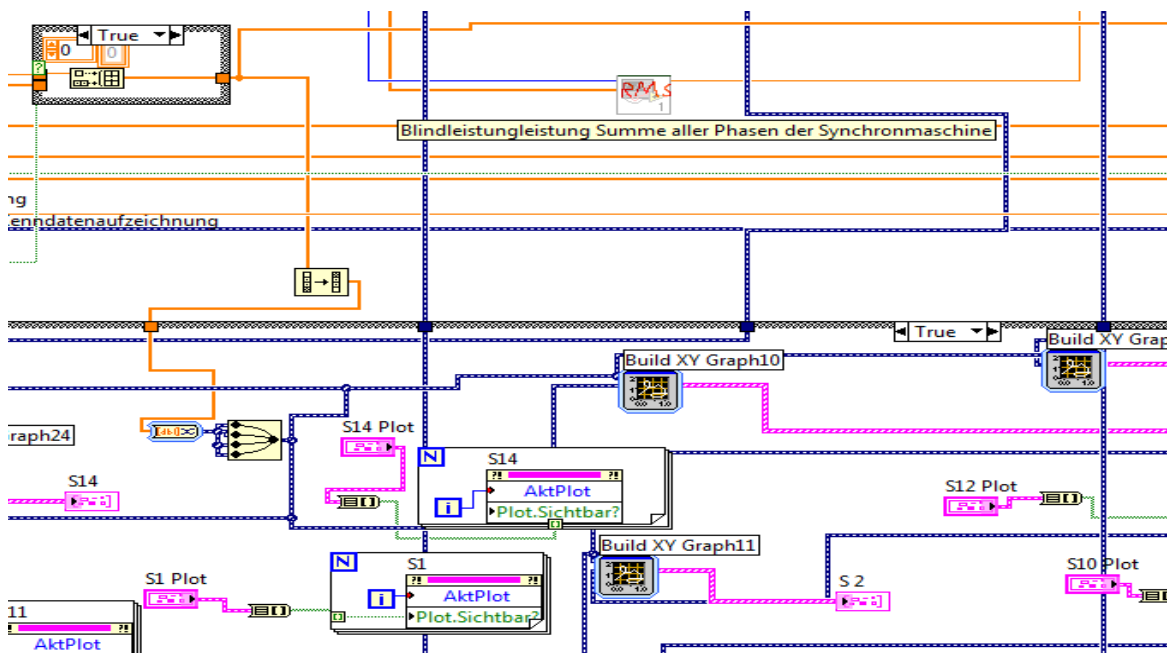 True
0
0
?
RMS
1
Blindleistungleistung Summe aller Phasen der Synchronmaschine
ng
Kenndatenaufzeichnung
True
Build XY Graph10
Build XY Grap
raph24
S14 Plot
N
S14
AktPlot
i
Plot.Sichtbar?
S14
S12 Plot
Build XY Graph11
N
S1
AktPlot
i
Plot.Sichtbar?
S1 Plot
S 2
S10 Plot
11
AktPlot